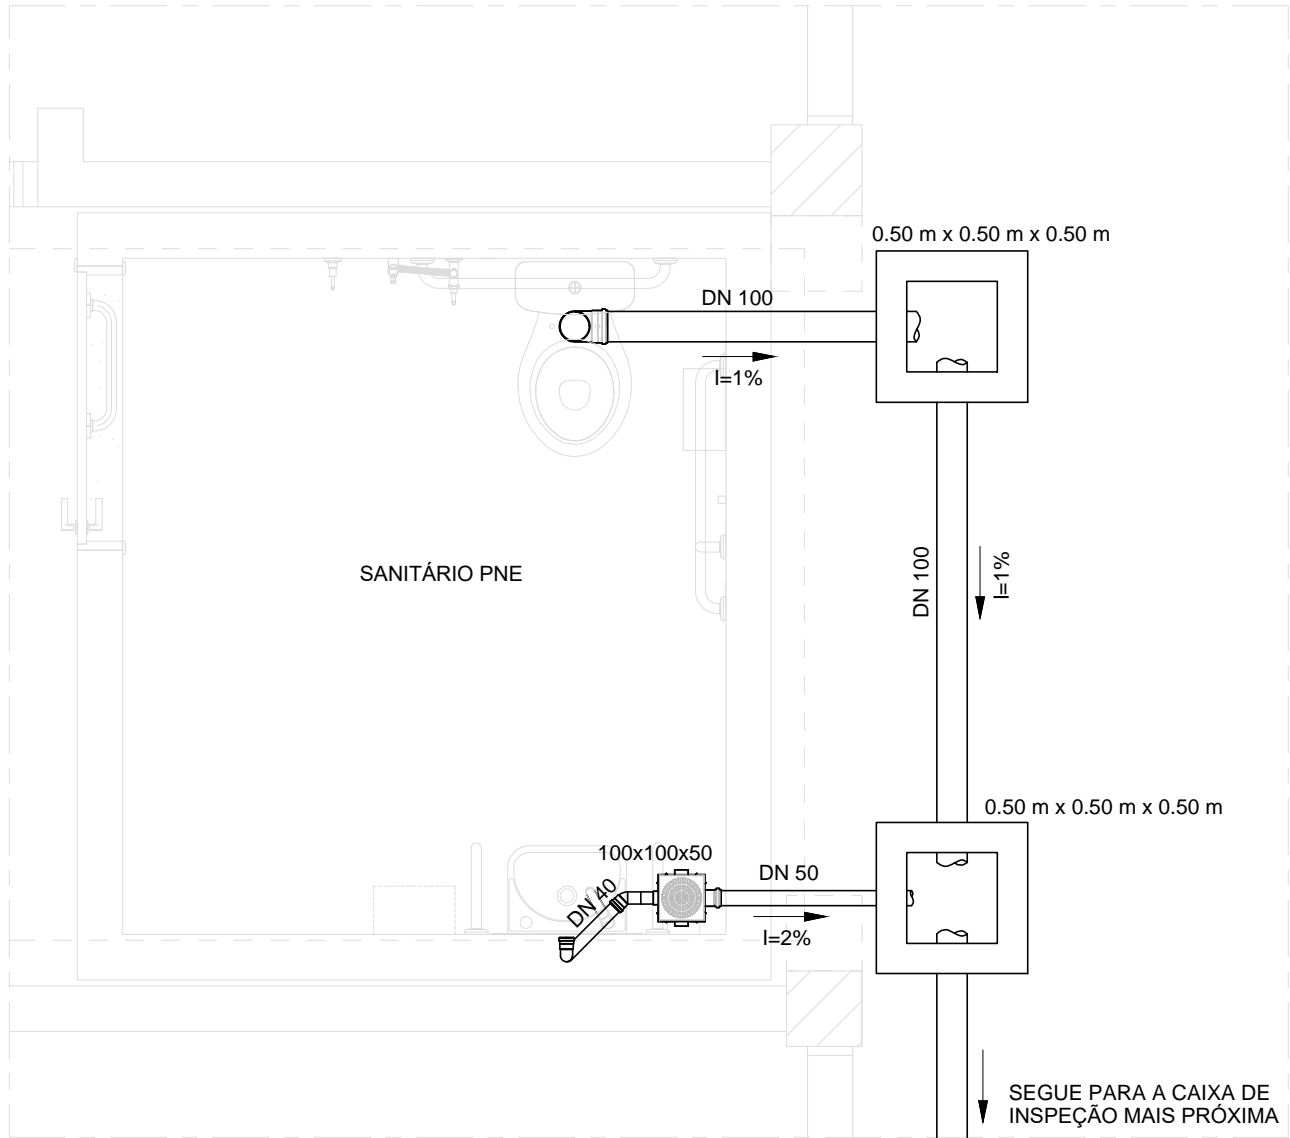 0.50 m x 0.50 m x 0.50 m
DN 100
I=1%
DN 100
I=1%
SANITÁRIO PNE
0.50 m x 0.50 m x 0.50 m
100x100x50
DN 40
DN 50
I=2%
SEGUE PARA A CAIXA DE
INSPEÇÃO MAIS PRÓXIMA